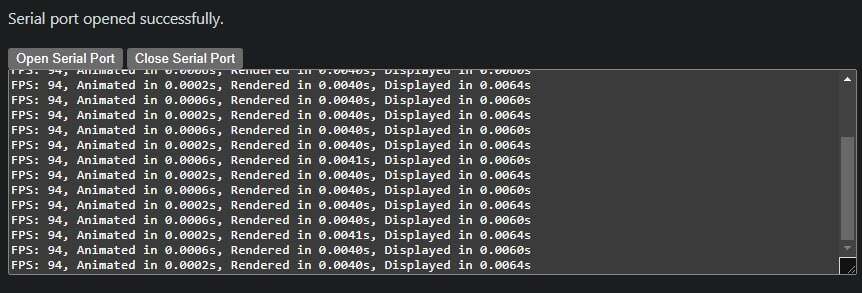 Serial port opened successfully.
Open Serial Port Close Serial Port
FPS: 94, Animated in 0.0006s, Rendered in 0.0040s, Displayed in 0.0060s
FPS: 94, Animated in 0.0002s, Rendered in 0.0040s, Displayed in 0.0064s
FPS: 94, Animated in 0.0006s, Rendered in 0.0040s, Displayed in 0.0060s
FPS: 94, Animated in 0.0002s, Rendered in 0.0040s, Displayed in 0.0064s
FPS: 94, Animated in 0.0006s, Rendered in 0.0040s, Displayed in 0.0060s
FPS: 94, Animated in 0.0002s, Rendered in 0.0040s, Displayed in 0.0064s
FPS: 94, Animated in 0.0006s, Rendered in 0.0041s, Displayed in 0.0060s
FPS: 94, Animated in 0.0002s, Rendered in 0.0040s, Displayed in 0.0064s
FPS: 94, Animated in 0.0006s, Rendered in 0.0040s, Displayed in 0.0060s
FPS: 94, Animated in 0.0002s, Rendered in 0.0040s, Displayed in 0.0064s
FPS: 94, Animated in 0.0006s, Rendered in 0.0040s, Displayed in 0.0060s
FPS: 94, Animated in 0.0002s, Rendered in 0.0041s, Displayed in 0.0064s
FPS: 94, Animated in 0.0006s, Rendered in 0.0040s, Displayed in 0.0060s
FPS: 94, Animated in 0.0002s, Rendered in 0.0040s, Displayed in 0.0064s